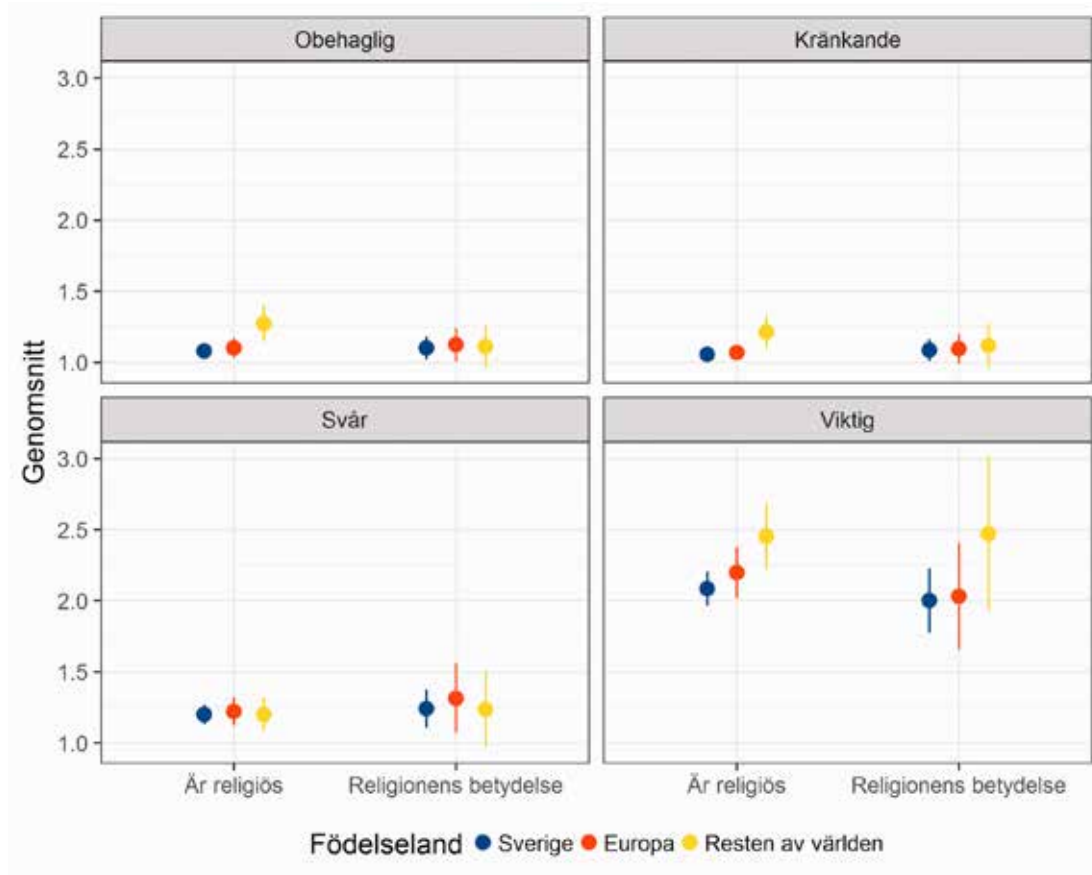 Obehaglig
Kränkande
3.0
2.5
2.0
1.5
1.0
Svår
Viktig
3.0
2.5
2.0
1.5
1.0
Genomsnitt
Är religiös
Religionens betydelse
Är religiös
Religionens betydelse
Födelseland Sverige Europa Resten av världen